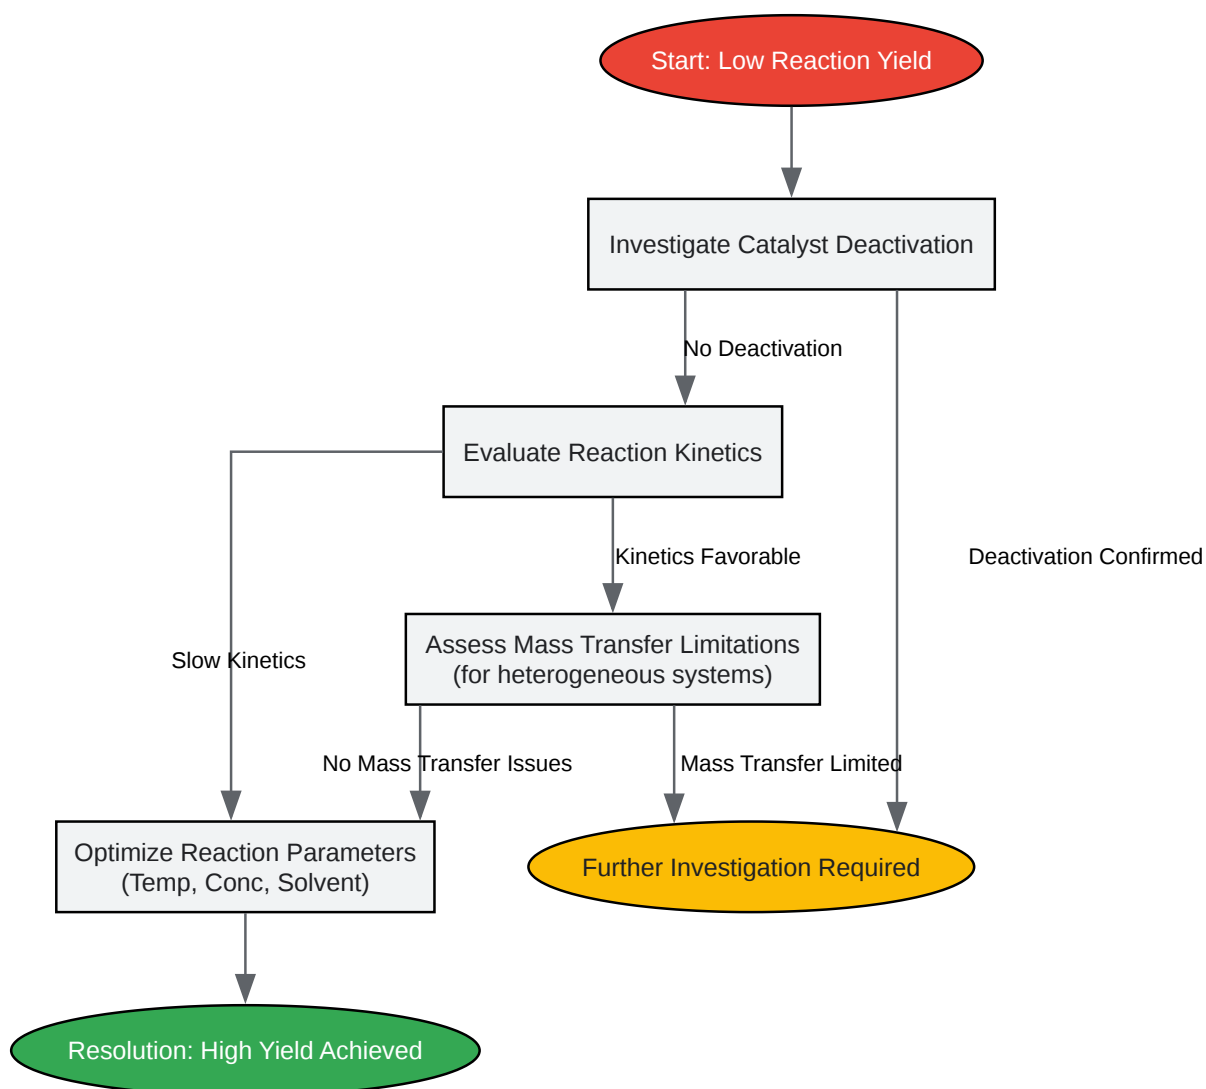 Start: Low Reaction Yield
Investigate Catalyst Deactivation
No Deactivation
Evaluate Reaction Kinetics
Kinetics Favorable
Deactivation Confirmed
Assess Mass Transfer Limitations
(for heterogeneous systems)
Slow Kinetics
No Mass Transfer Issues
Mass Transfer Limited
Optimize Reaction Parameters
(Temp, Conc, Solvent)
Further Investigation Required
Resolution: High Yield Achieved